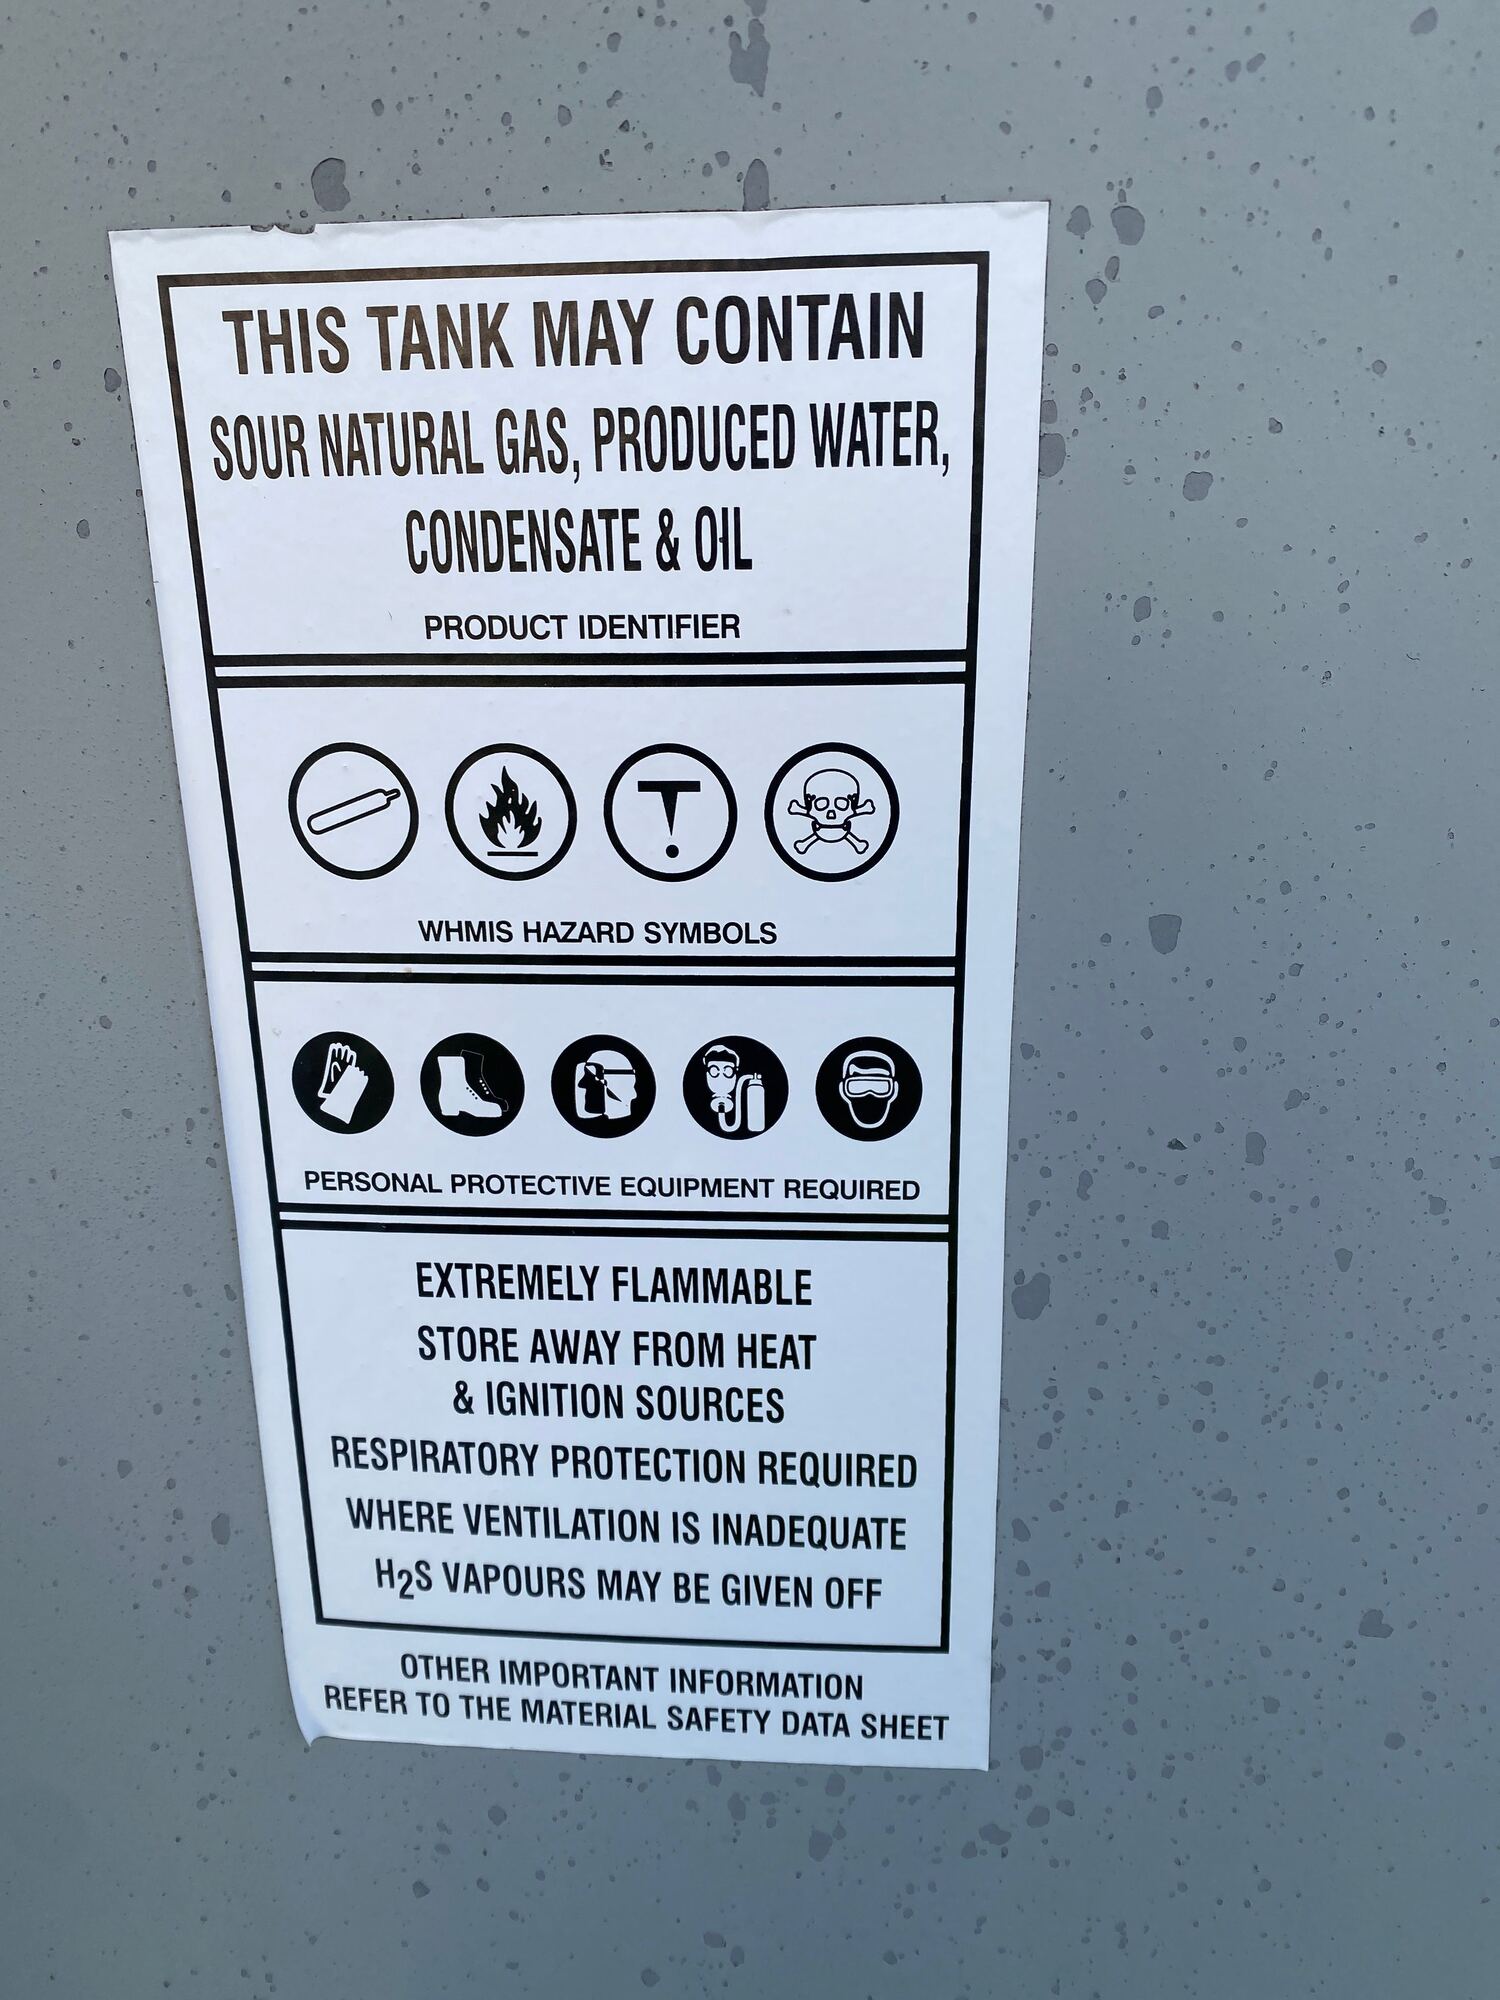 THIS TANK MAY CONTAIN
SOUR NATURAL GAS, PRODUCED WATER,
CONDENSATE & OIL
PRODUCT IDENTIFIER
WHMIS HAZARD SYMBOLS
PERSONAL PROTECTIVE EQUIPMENT REQUIRED
EXTREMELY FLAMMABLE
STORE AWAY FROM HEAT
& IGNITION SOURCES
RESPIRATORY PROTECTION REQUIRED
WHERE VENTILATION IS INADEQUATE
H2S VAPOURS MAY BE GIVEN OFF
OTHER IMPORTANT INFORMATION
REFER TO THE MATERIAL SAFETY DATA SHEET